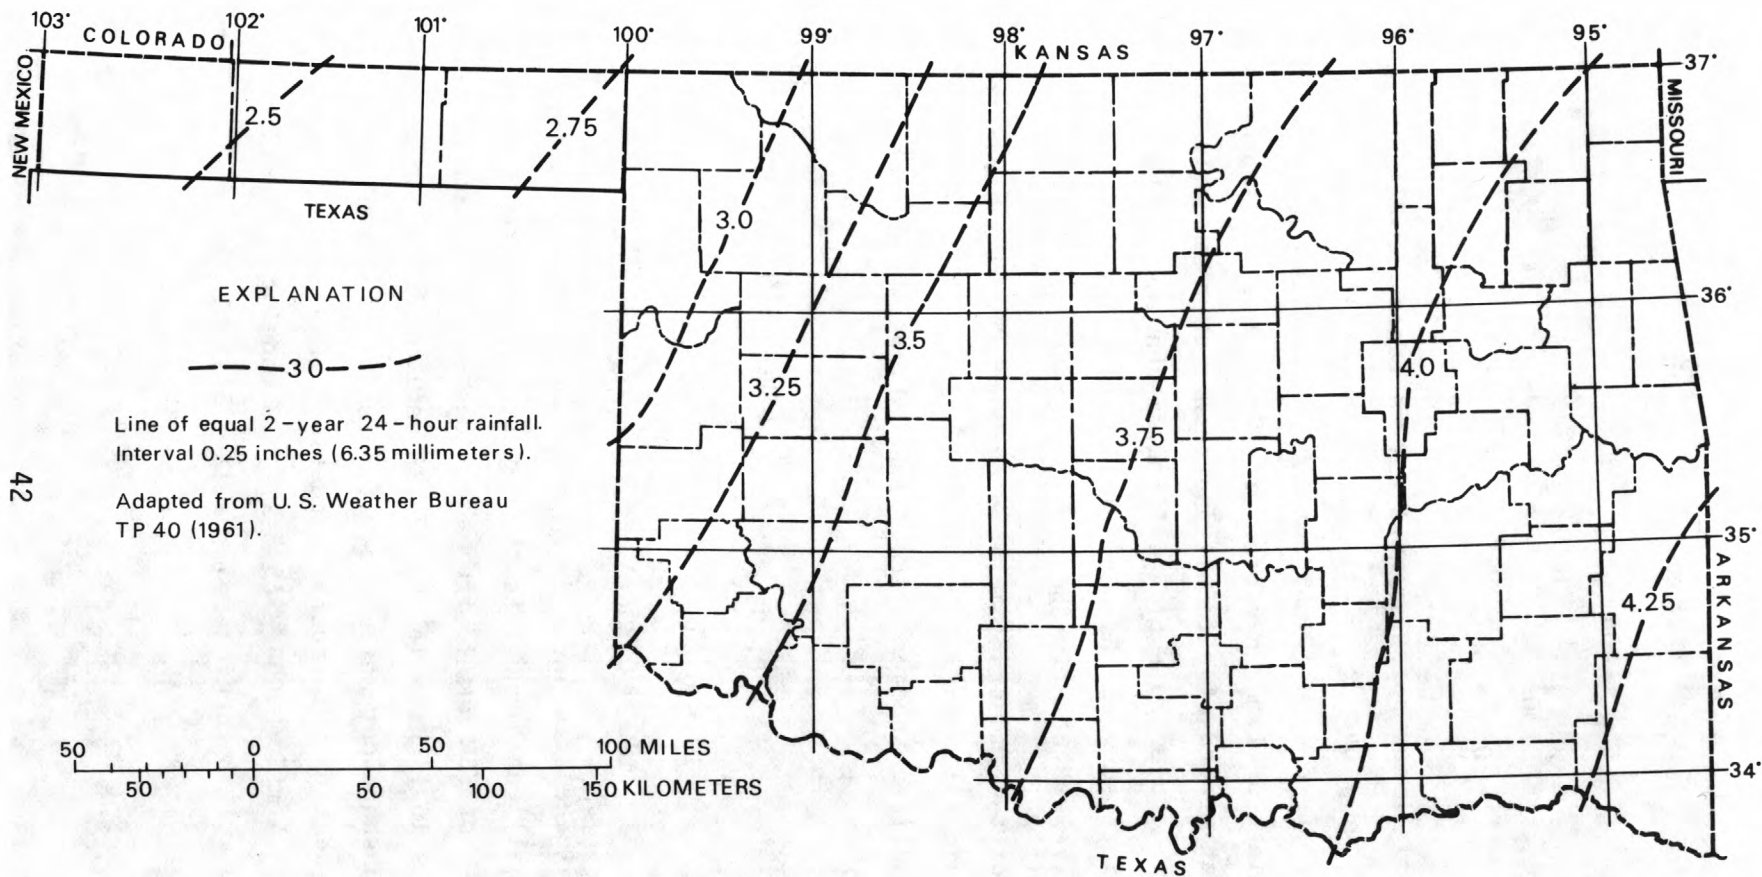 103° 102° 101° 100° 99° 98° 97° 96° 95°
COLORADO KANSAS
37°
NEW MEXICO
MISSOURI
2.5 2.75
TEXAS
3.0
EXPLANATION
36°
3.5
30
3.25
4.0
Line of equal 2-year 24-hour rainfall.
Interval 0.25 inches (6.35 millimeters).
3.75
42
Adapted from U.S. Weather Bureau
TP 40 (1961).
35°
ARKANSAS
4.25
50 0 50 100 MILES
50 0 50 100 150 KILOMETERS
34°
TEXAS